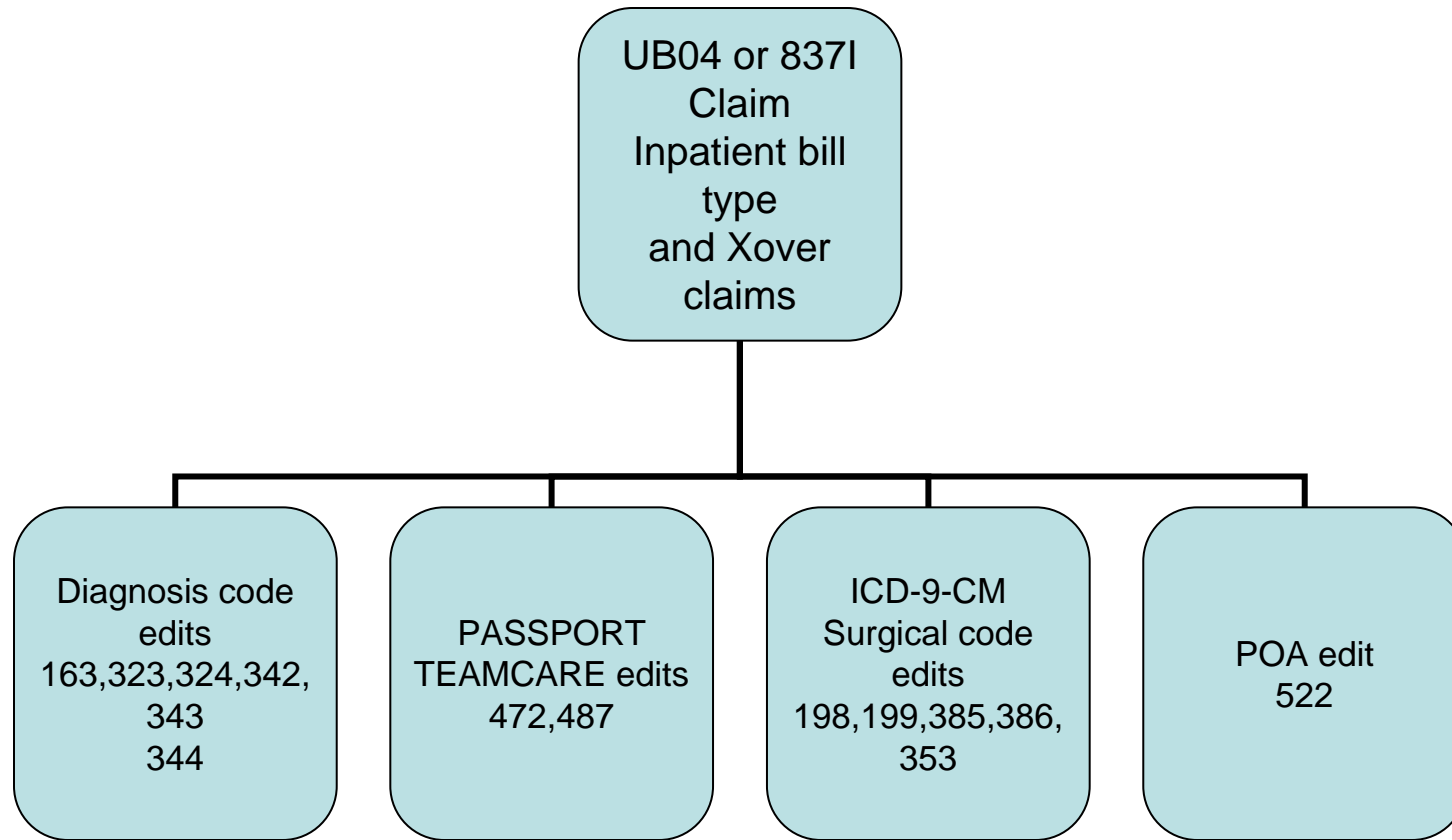 UB04 or 837I
Claim
Inpatient bill
type
and Xover
claims
Diagnosis code
edits
163,323,324,342,
343
344
PASSPORT
TEAMCARE edits
472,487
ICD-9-CM
Surgical code
edits
198,199,385,386,
353
POA edit
522